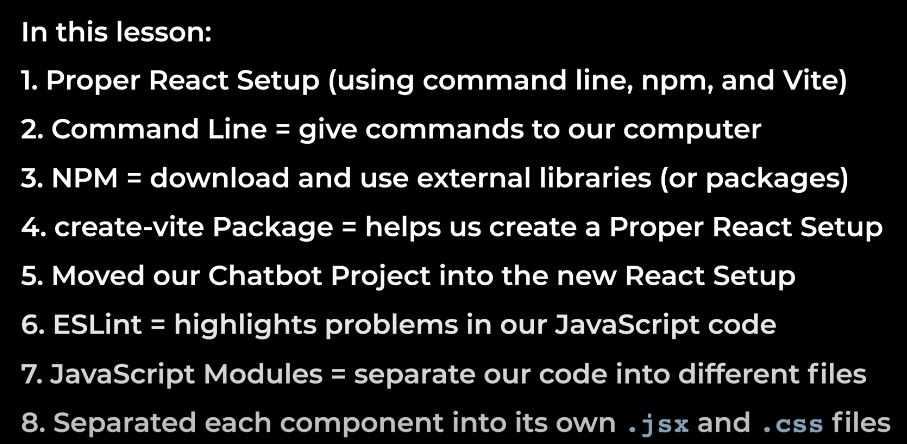 In this lesson:
1. Proper React Setup (using command line, npm, and Vite)
2. Command Line = give commands to our computer
3. NPM = download and use external libraries (or packages)
4. create-vite Package = helps us create a Proper React Setup
5. Moved our Chatbot Project into the new React Setup
6. ESLint = highlights problems in our JavaScript code
7. JavaScript Modules = separate our code into different files
8. Separated each component into its own .jsx and .css files